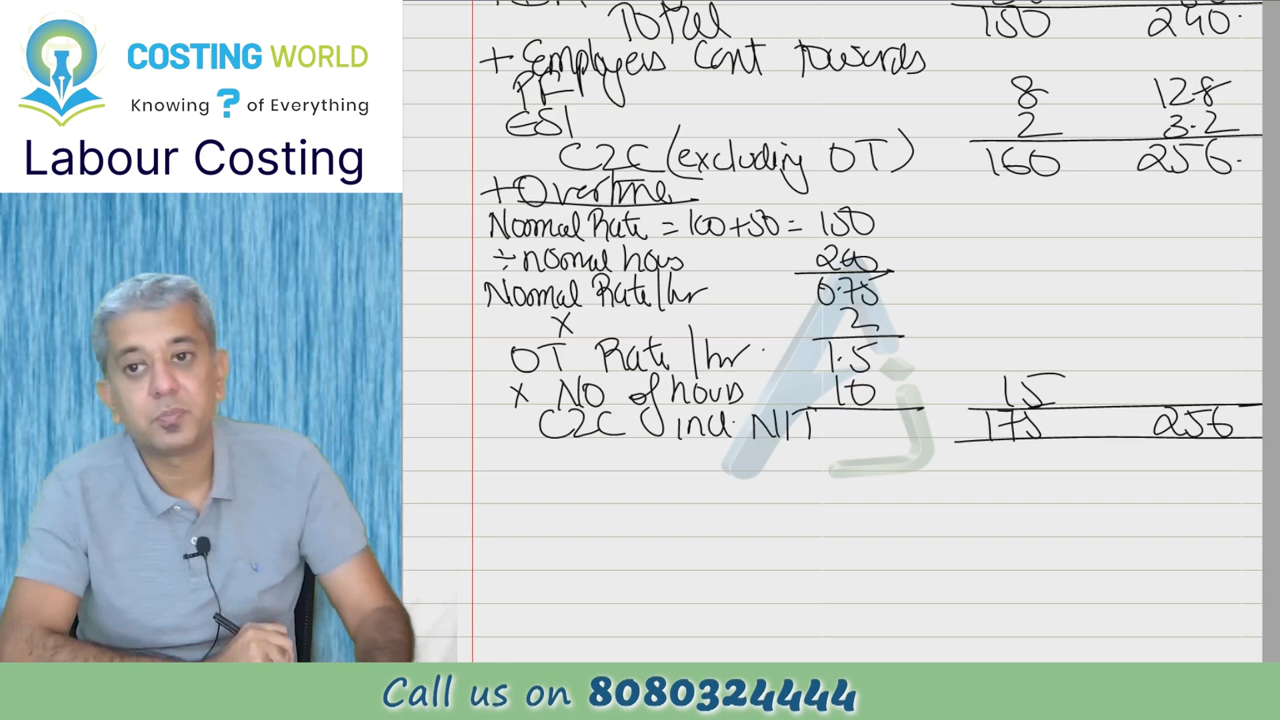 COSTING WORLD
Knowing ? of Everything
Labour Costing
Total 150 240.
+ Employers Cont towards
PF 8 12.8
ESI 2 3.2
C2C (excluding OT) 160 256.
+ Overtime
Normal Rate = 100+50 = 150
÷ normal hours 200
Normal Rate/hr 0.75
x 2
OT Rate/hr. 1.5
x No of hours 10 15
C2C incl. NIT 175 256
Call us on 8080324444